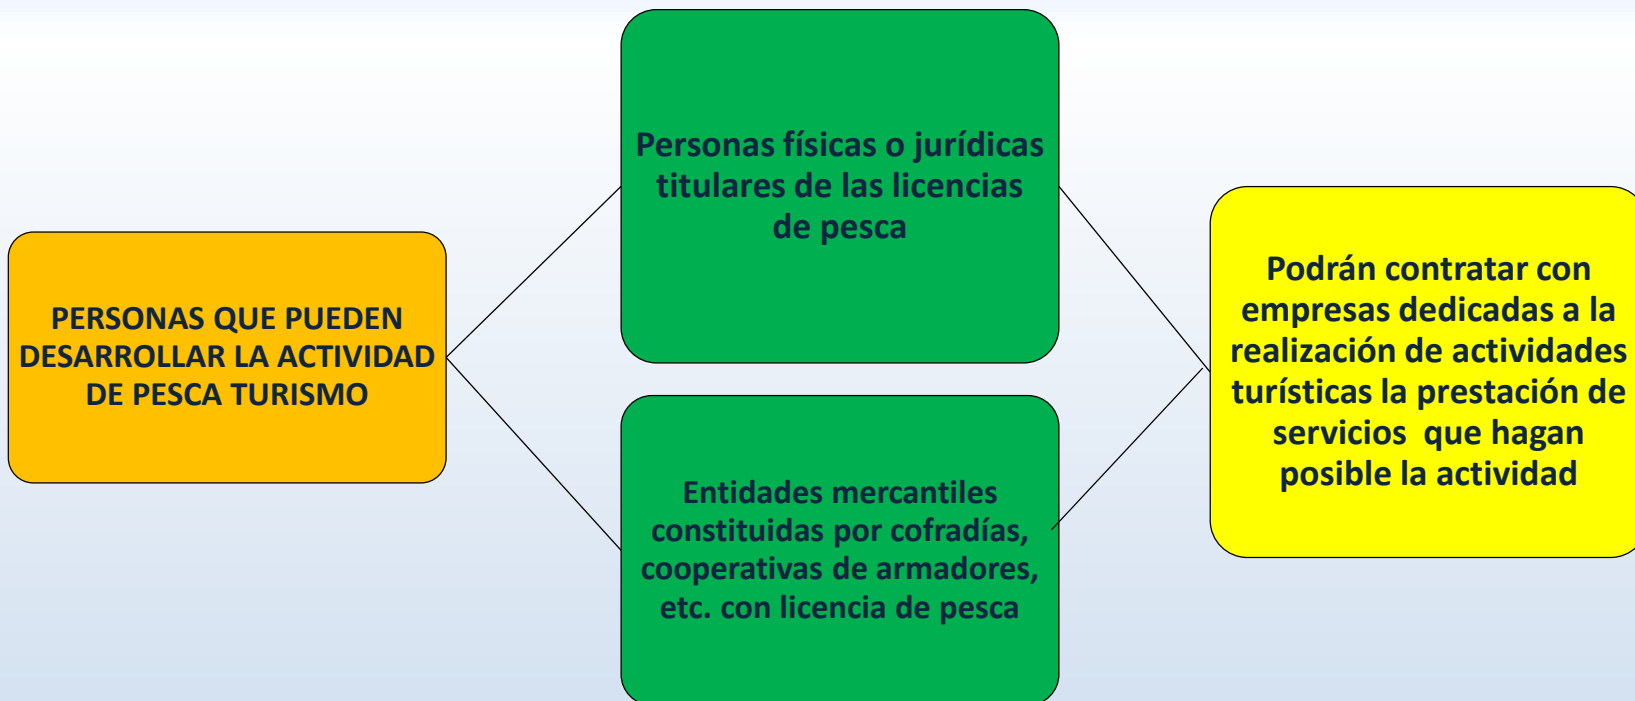 PERSONAS QUE PUEDEN
DESARROLLAR LA ACTIVIDAD
DE PESCA TURISMO
Personas físicas o jurídicas
titulares de las licencias
de pesca
Entidades mercantiles
constituidas por cofradías,
cooperativas de armadores,
etc. con licencia de pesca
Podrán contratar con
empresas dedicadas a la
realización de actividades
turísticas la prestación de
servicios  que hagan
posible la actividad